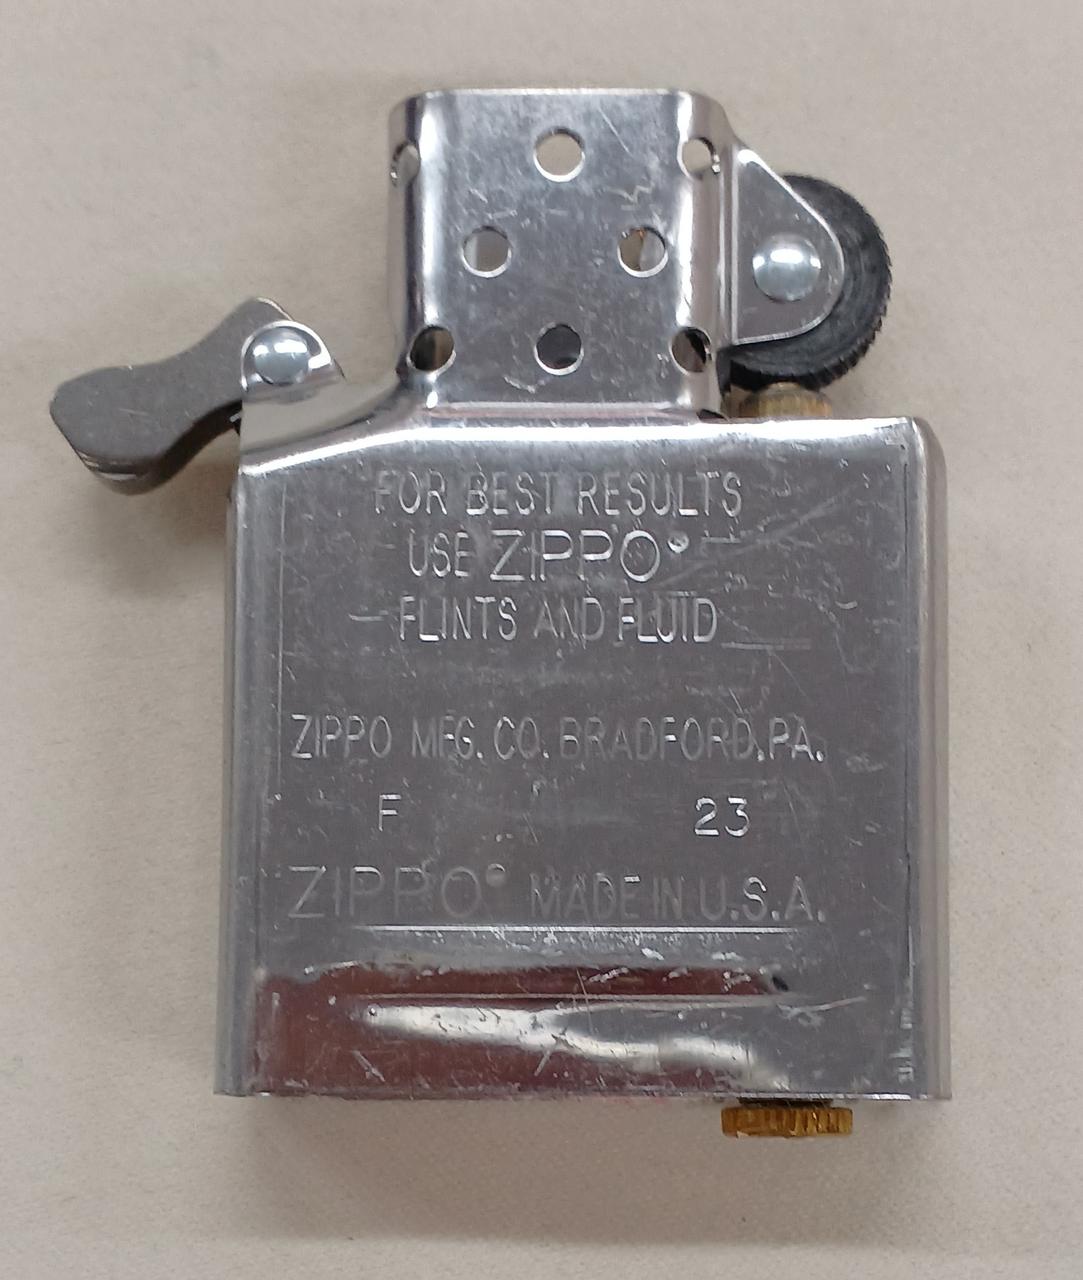 FOR BEST RESULTS
USE ZIPPO®
FLINTS AND FLUID
ZIPPO MFG. CO. BRADFORD, PA.
F 23
ZIPPO® MADE IN U.S.A.